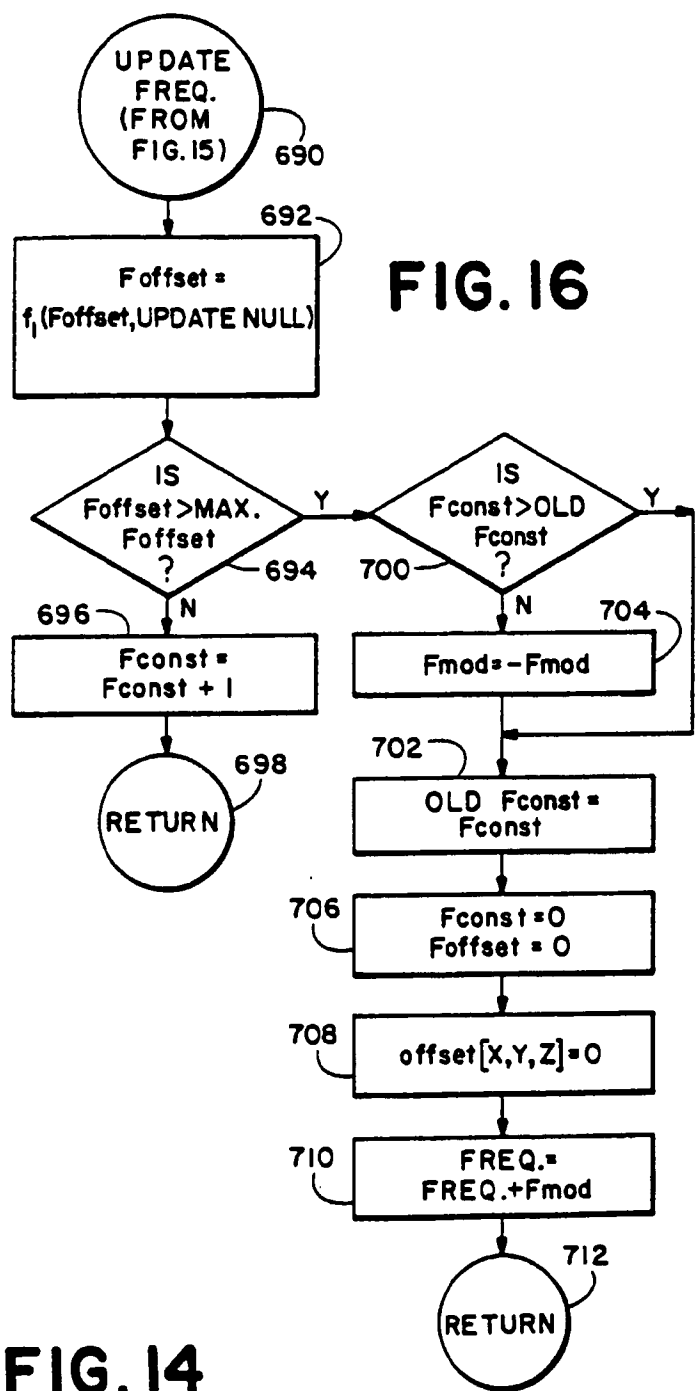 UPDATE
FREQ.
(FROM
FIG. 15)
690
692
Foffset =
f₁(Foffset,UPDATE NULL)
FIG. 16
IS
Foffset>MAX.
Foffset
?
Y
694
N
IS
Fconst>OLD
Fconst
?
Y
700
N
696
Fconst =
Fconst + 1
698
RETURN
704
Fmod=-Fmod
702
OLD Fconst =
Fconst
706
Fconst = 0
Foffset = 0
708
offset[X,Y,Z]=0
710
FREQ.=
FREQ.+Fmod
712
RETURN
FIG. 14